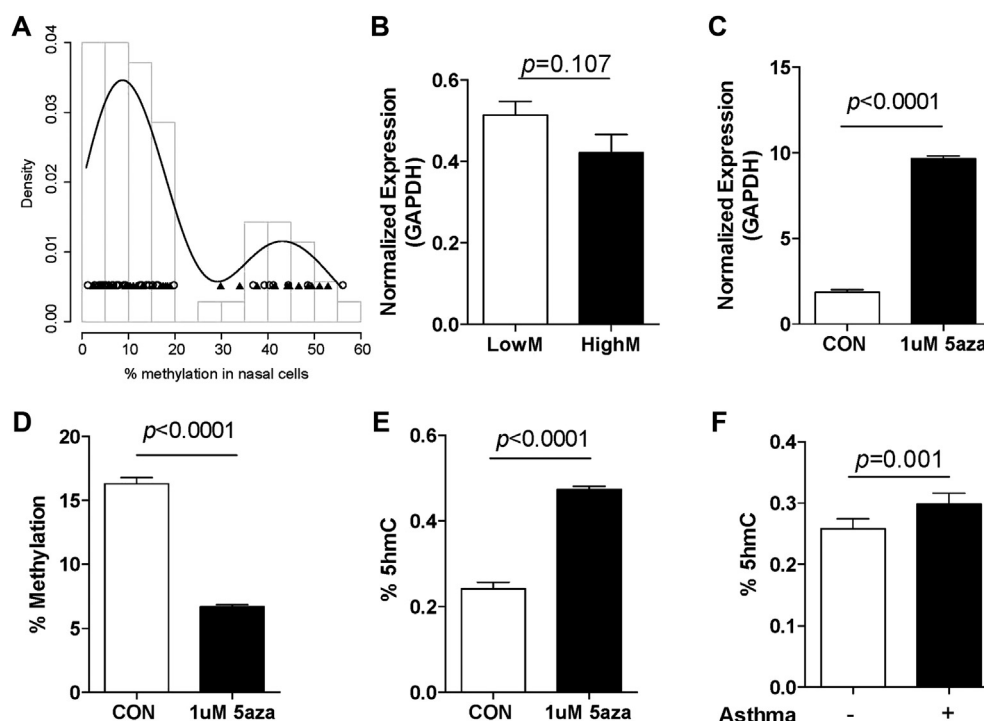 A
0.04
0.03
0.02
0.01
0.00
Density
0 10 20 30 40 50 60
% methylation in nasal cells
B
p=0.107
0.6
0.4
0.2
0.0
Normalized Expression
(GAPDH)
LowM HighM
C
p<0.0001
15
10
5
0
Normalized Expression
(GAPDH)
CON 1uM 5aza
D
p<0.0001
20
15
10
5
0
% Methylation
CON 1uM 5aza
E
p<0.0001
0.6
0.4
0.2
0.0
% 5hmC
CON 1uM 5aza
F
p=0.001
0.4
0.3
0.2
0.1
0.0
% 5hmC
Asthma - +